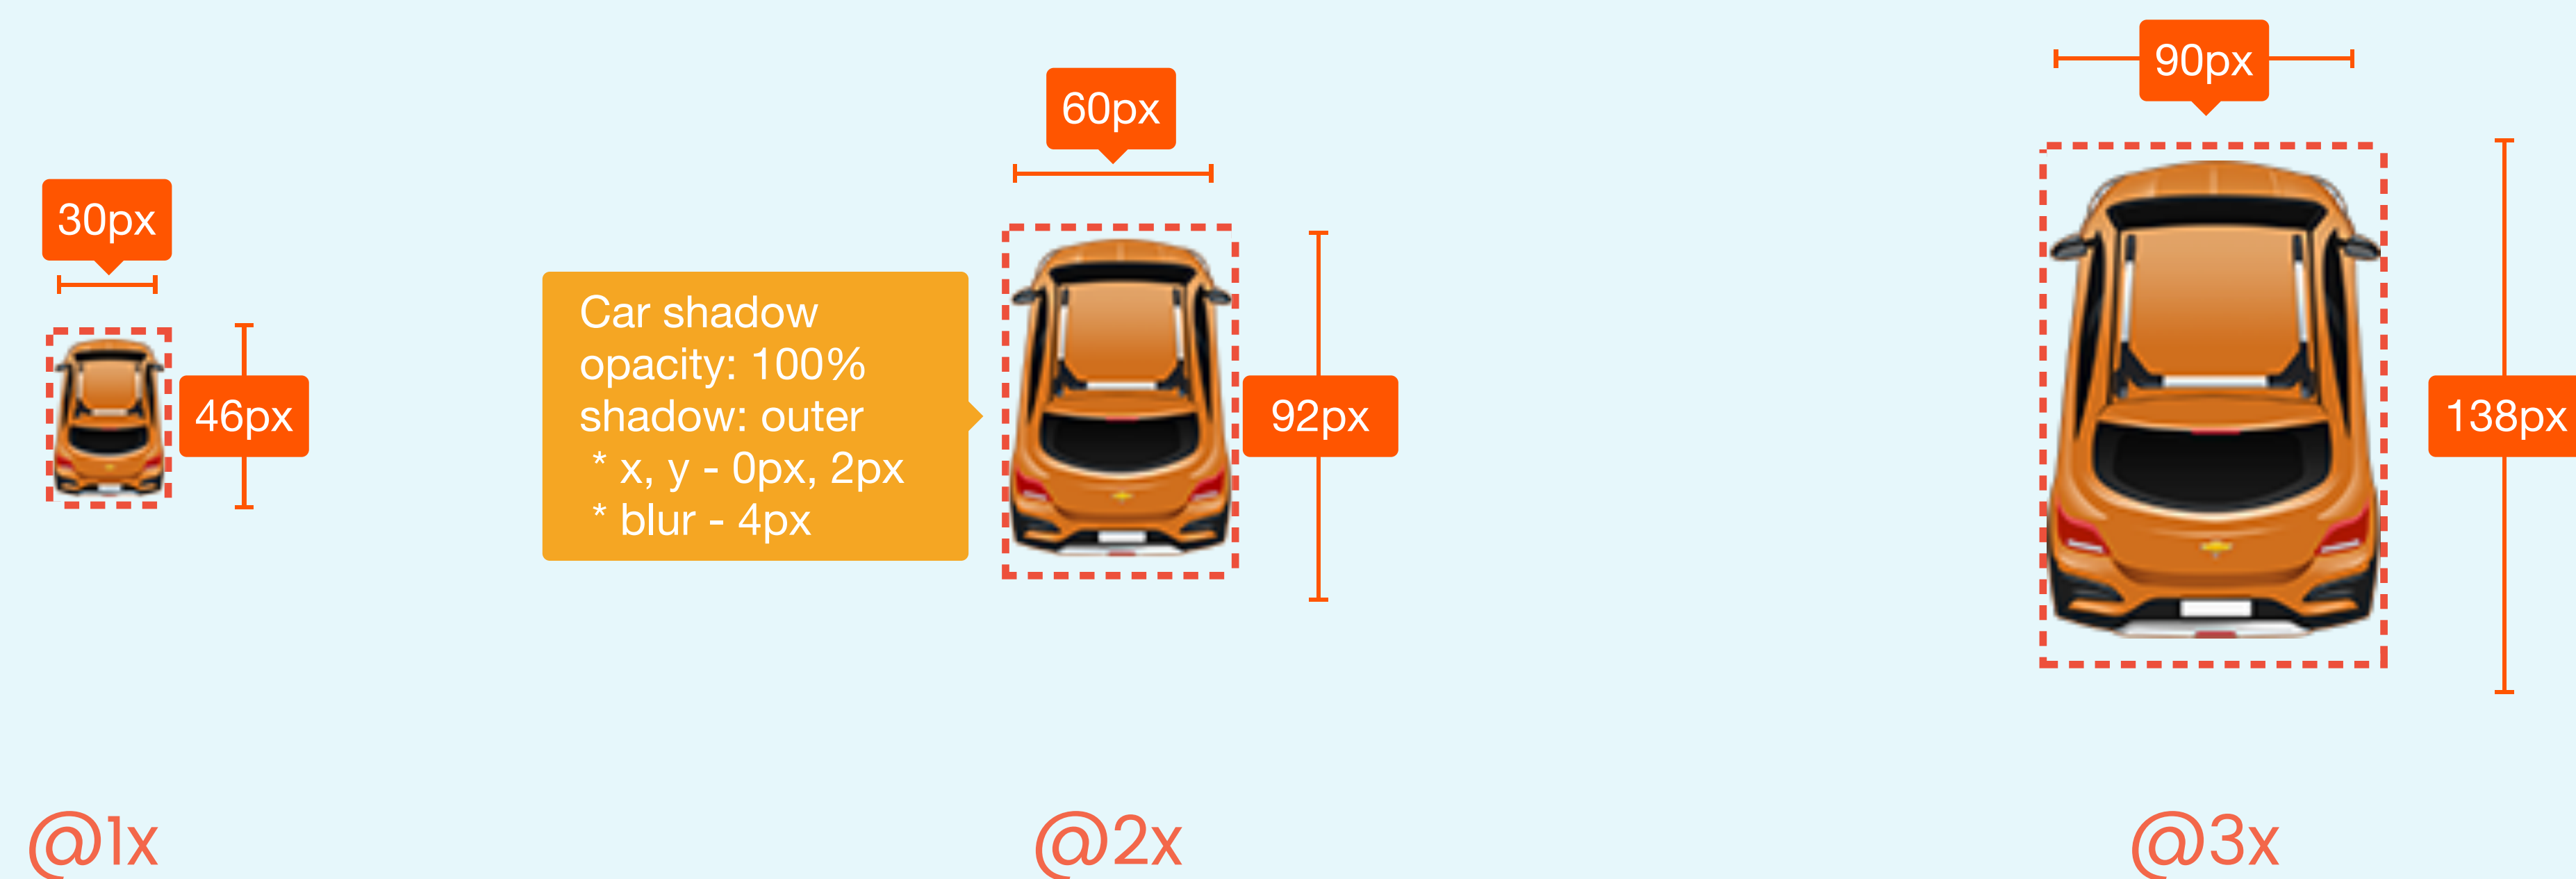 30px
46px
@1x
Car shadow
opacity: 100%
shadow: outer
* x, y - 0px, 2px
* blur - 4px
60px
92px
@2x
90px
138px
@3x